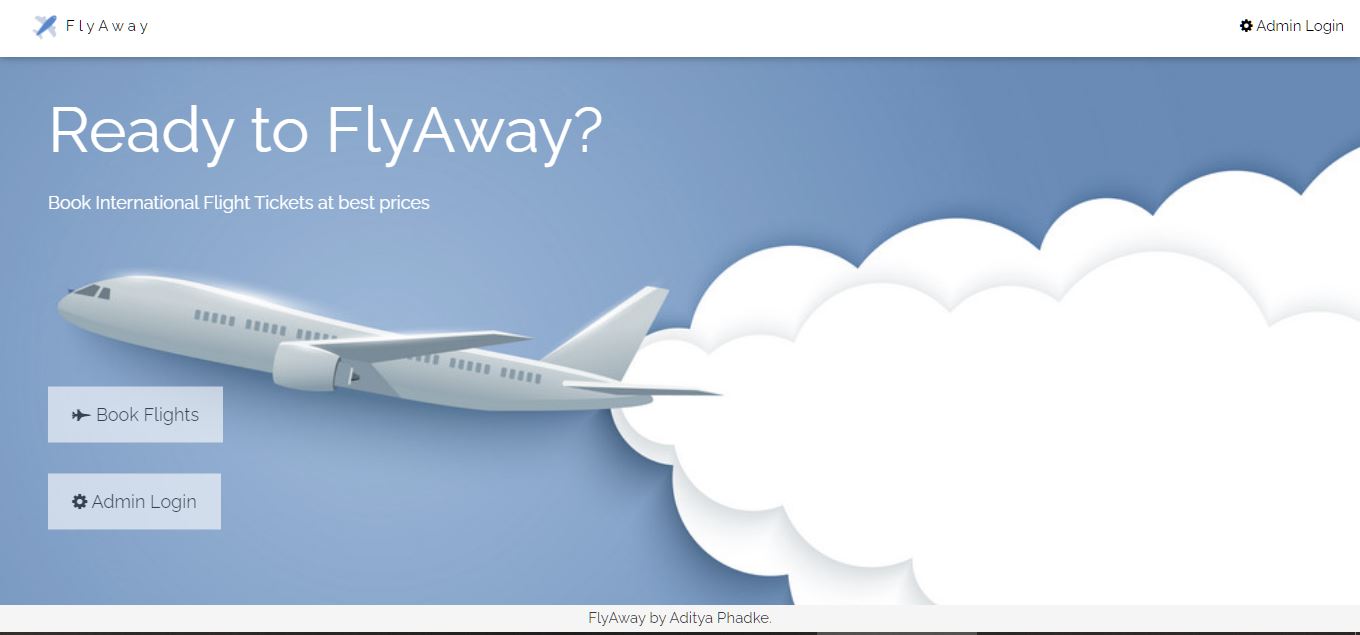 FlyAway
Admin Login
Ready to FlyAway?
Book International Flight Tickets at best prices
Book Flights
Admin Login
FlyAway by Aditya Phadke.